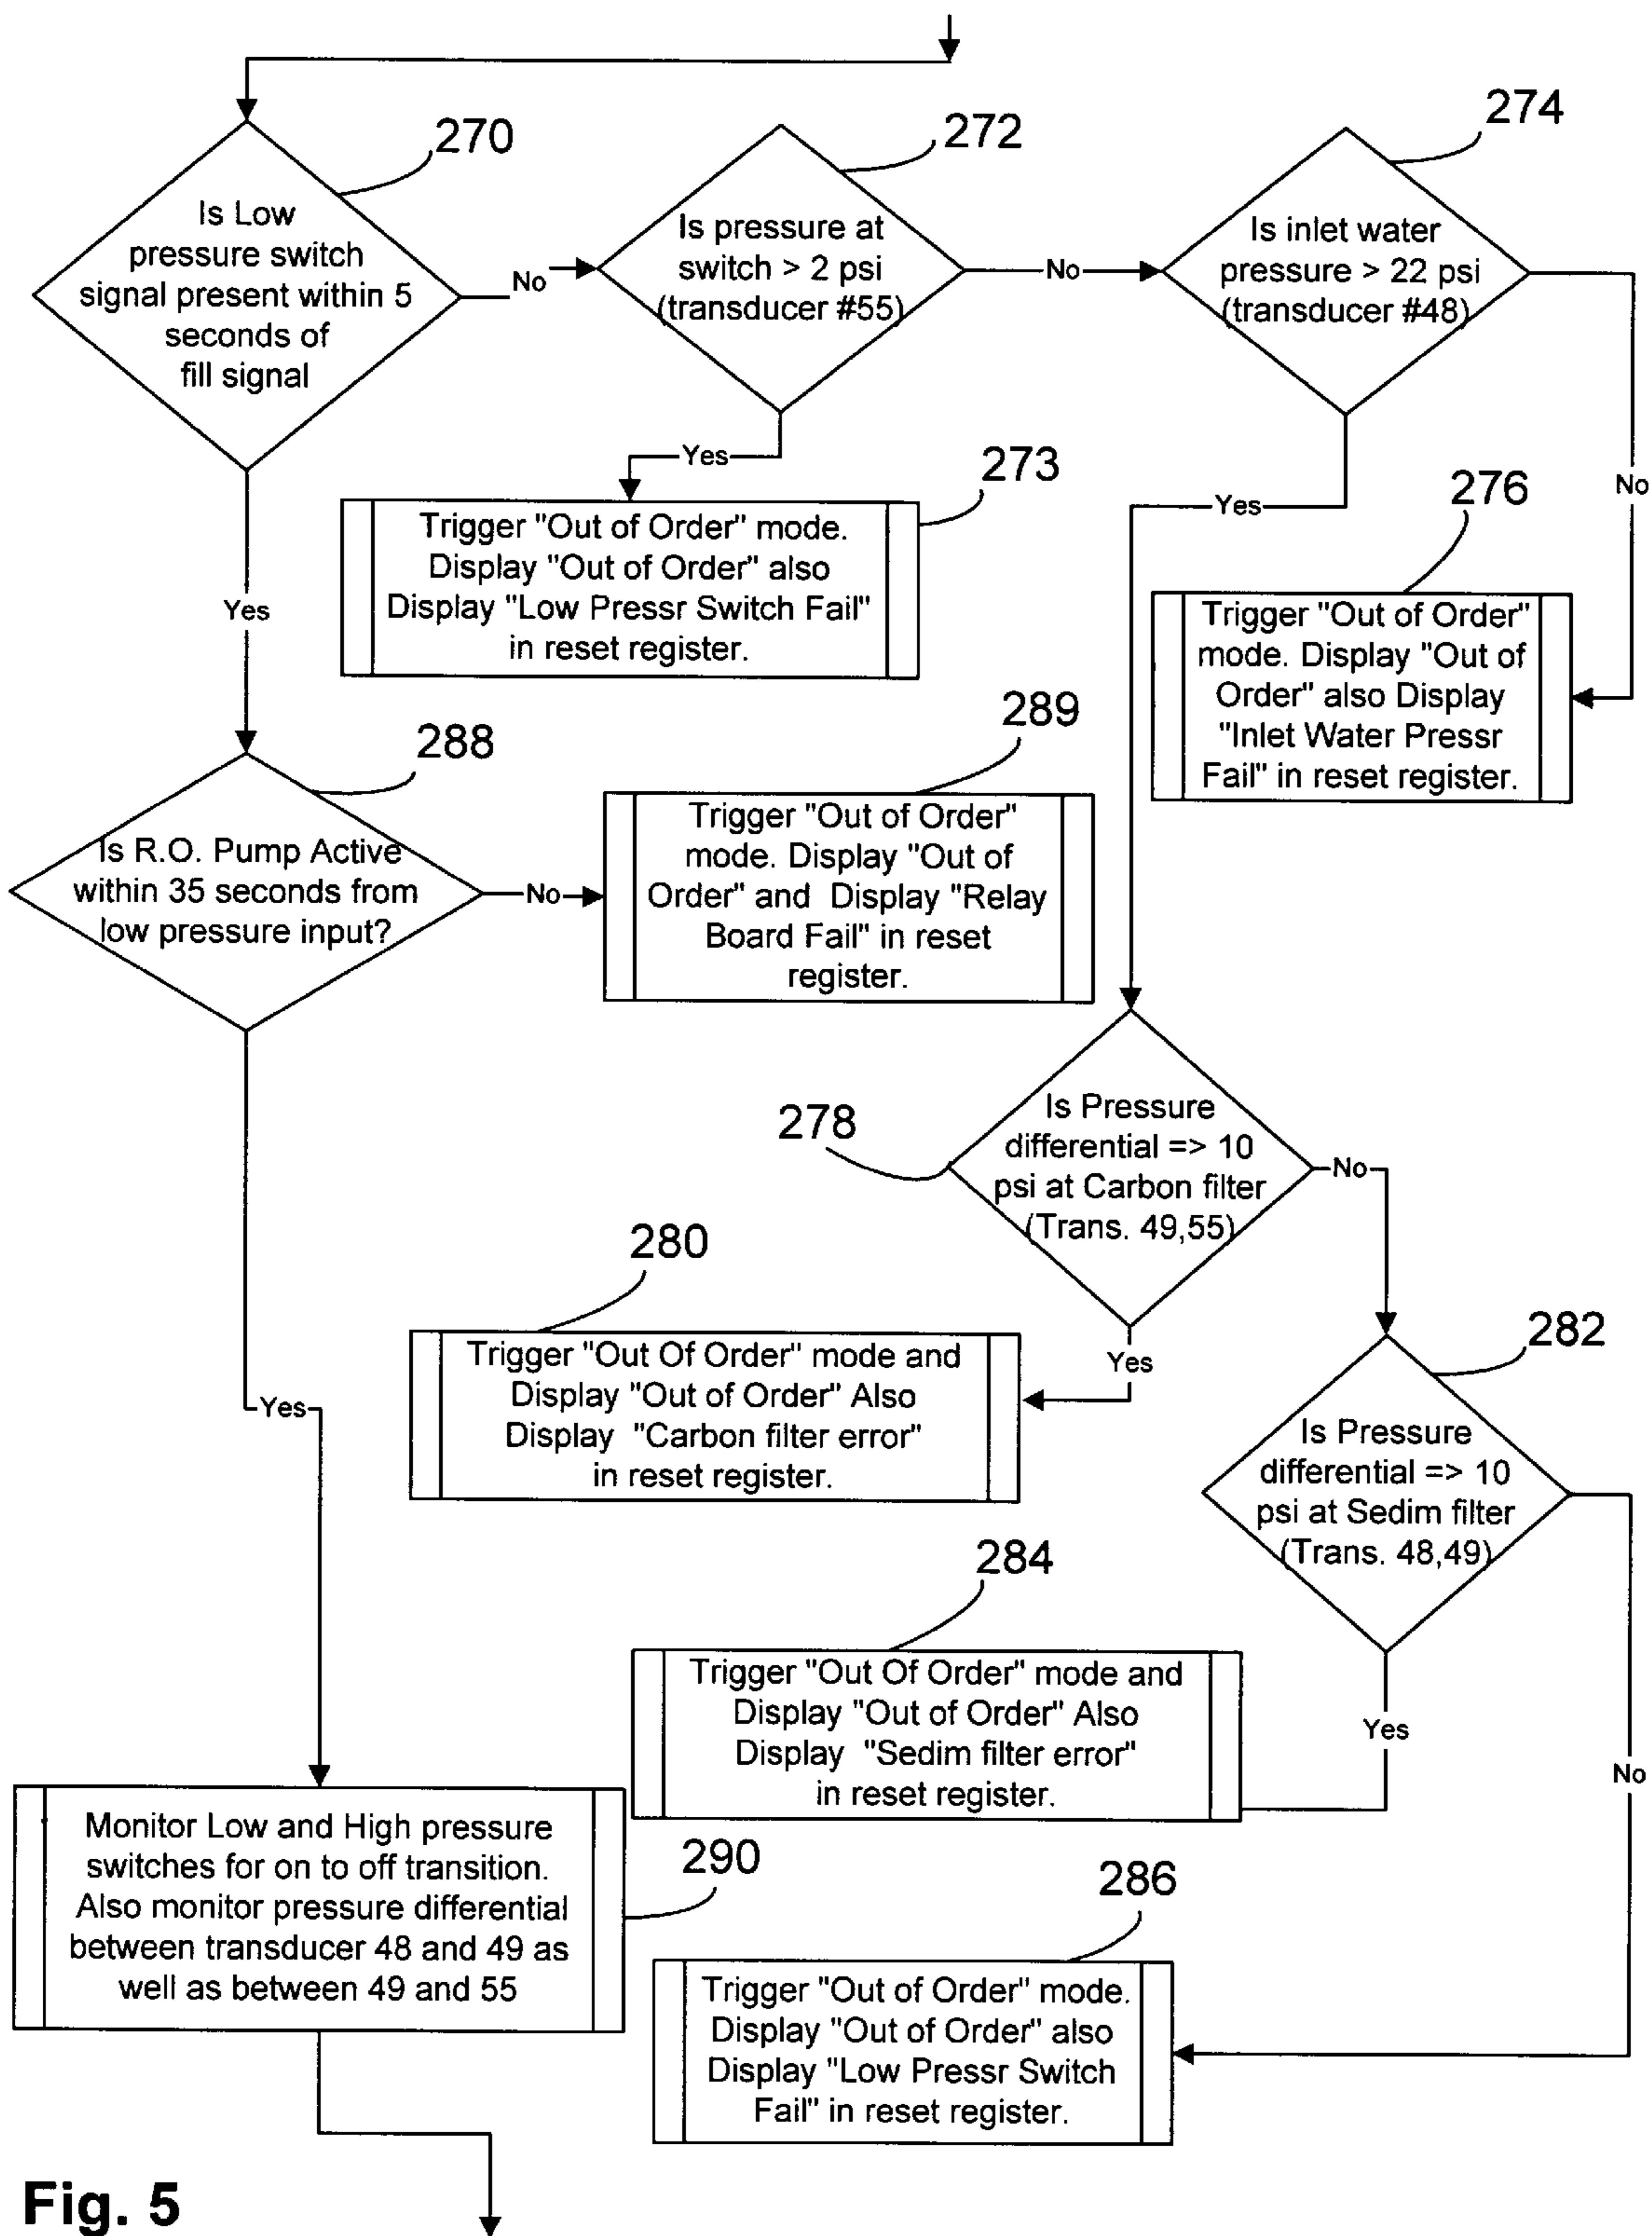 270
Is Low
pressure switch
signal present within 5
seconds of
fill signal
No
272
Is pressure at
switch > 2 psi
(transducer #55)
No
274
Is inlet water
pressure > 22 psi
(transducer #48)
No
Yes
273
Trigger "Out of Order" mode.
Display "Out of Order" also
Display "Low Pressr Switch Fail"
in reset register.
Yes
276
Trigger "Out of Order"
mode. Display "Out of
Order" also Display
"Inlet Water Pressr
Fail" in reset register.
Yes
288
Is R.O. Pump Active
within 35 seconds from
low pressure input?
No
289
Trigger "Out of Order"
mode. Display "Out of
Order" and Display "Relay
Board Fail" in reset
register.
278
Is Pressure
differential => 10
psi at Carbon filter
(Trans. 49,55)
No
Yes
280
Trigger "Out Of Order" mode and
Display "Out of Order" Also
Display "Carbon filter error"
in reset register.
282
Is Pressure
differential => 10
psi at Sedim filter
(Trans. 48,49)
Yes
No
284
Trigger "Out Of Order" mode and
Display "Out of Order" Also
Display "Sedim filter error"
in reset register.
Yes
290
Monitor Low and High pressure
switches for on to off transition.
Also monitor pressure differential
between transducer 48 and 49 as
well as between 49 and 55
286
Trigger "Out of Order" mode.
Display "Out of Order" also
Display "Low Pressr Switch
Fail" in reset register.
Fig. 5